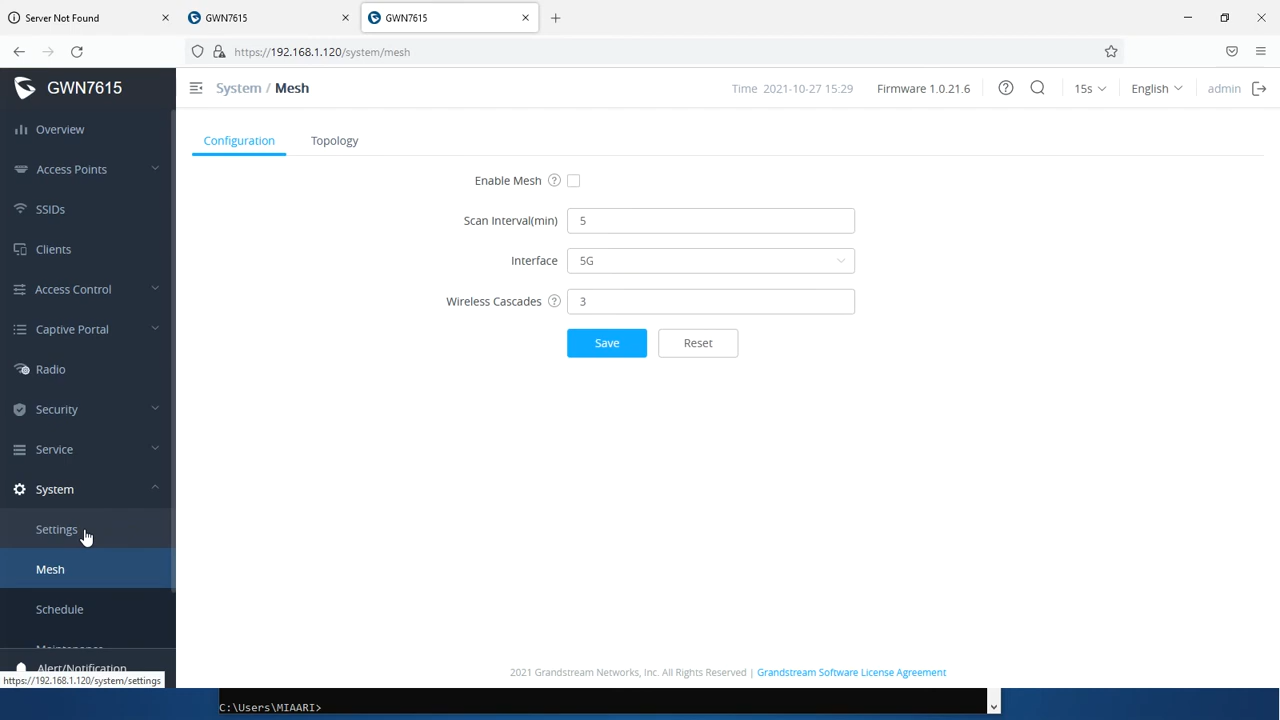 Server Not Found
GWN7615
GWN7615
https://192.168.1.120/system/mesh
GWN7615
System / Mesh
Time 2021-10-27 15:29
Firmware 1.0.21.6
15s
English
admin
Overview
Access Points
SSIDs
Clients
Access Control
Captive Portal
Radio
Security
Service
System
Settings
Mesh
Schedule
Maintenance
Alert/Notification
https://192.168.1.120/system/settings
Configuration
Topology
Enable Mesh
Scan Interval(min) 5
Interface 5G
Wireless Cascades 3
Save
Reset
2021 Grandstream Networks, Inc. All Rights Reserved | Grandstream Software License Agreement
C:\Users\MIAARI>